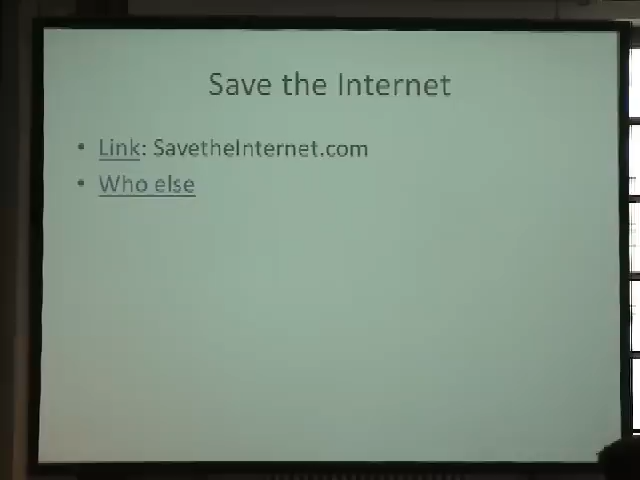 Save the Internet
• Link: SavetheInternet.com
• Who else